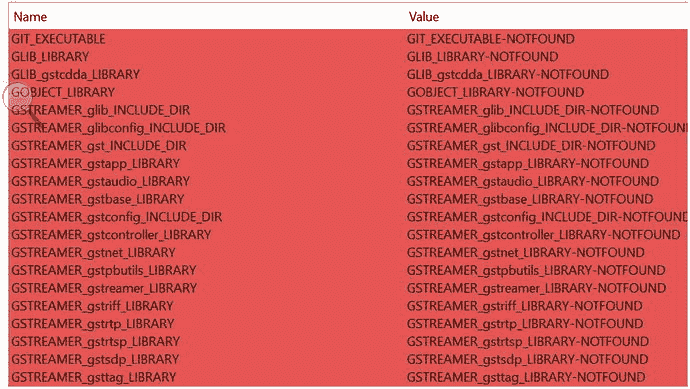 Name Value
GIT_EXECUTABLE GIT_EXECUTABLE-NOTFOUND
GLIB_LIBRARY GLIB_LIBRARY-NOTFOUND
GLIB_gstcdda_LIBRARY GLIB_gstcdda_LIBRARY-NOTFOUND
GOBJECT_LIBRARY GOBJECT_LIBRARY-NOTFOUND
GSTREAMER_glib_INCLUDE_DIR GSTREAMER_glib_INCLUDE_DIR-NOTFOUND
GSTREAMER_glibconfig_INCLUDE_DIR GSTREAMER_glibconfig_INCLUDE_DIR-NOTFOUN
GSTREAMER_gst_INCLUDE_DIR GSTREAMER_gst_INCLUDE_DIR-NOTFOUND
GSTREAMER_gstapp_LIBRARY GSTREAMER_gstapp_LIBRARY-NOTFOUND
GSTREAMER_gstaudio_LIBRARY GSTREAMER_gstaudio_LIBRARY-NOTFOUND
GSTREAMER_gstbase_LIBRARY GSTREAMER_gstbase_LIBRARY-NOTFOUND
GSTREAMER_gstconfig_INCLUDE_DIR GSTREAMER_gstconfig_INCLUDE_DIR-NOTFOUND
GSTREAMER_gstcontroller_LIBRARY GSTREAMER_gstcontroller_LIBRARY-NOTFOUND
GSTREAMER_gstnet_LIBRARY GSTREAMER_gstnet_LIBRARY-NOTFOUND
GSTREAMER_gstpbutils_LIBRARY GSTREAMER_gstpbutils_LIBRARY-NOTFOUND
GSTREAMER_gstreamer_LIBRARY GSTREAMER_gstreamer_LIBRARY-NOTFOUND
GSTREAMER_gstriff_LIBRARY GSTREAMER_gstriff_LIBRARY-NOTFOUND
GSTREAMER_gstrtp_LIBRARY GSTREAMER_gstrtp_LIBRARY-NOTFOUND
GSTREAMER_gstrtsp_LIBRARY GSTREAMER_gstrtsp_LIBRARY-NOTFOUND
GSTREAMER_gstsdp_LIBRARY GSTREAMER_gstsdp_LIBRARY-NOTFOUND
GSTREAMER_gsttag_LIBRARY GSTREAMER_gsttag_LIBRARY-NOTFOUND